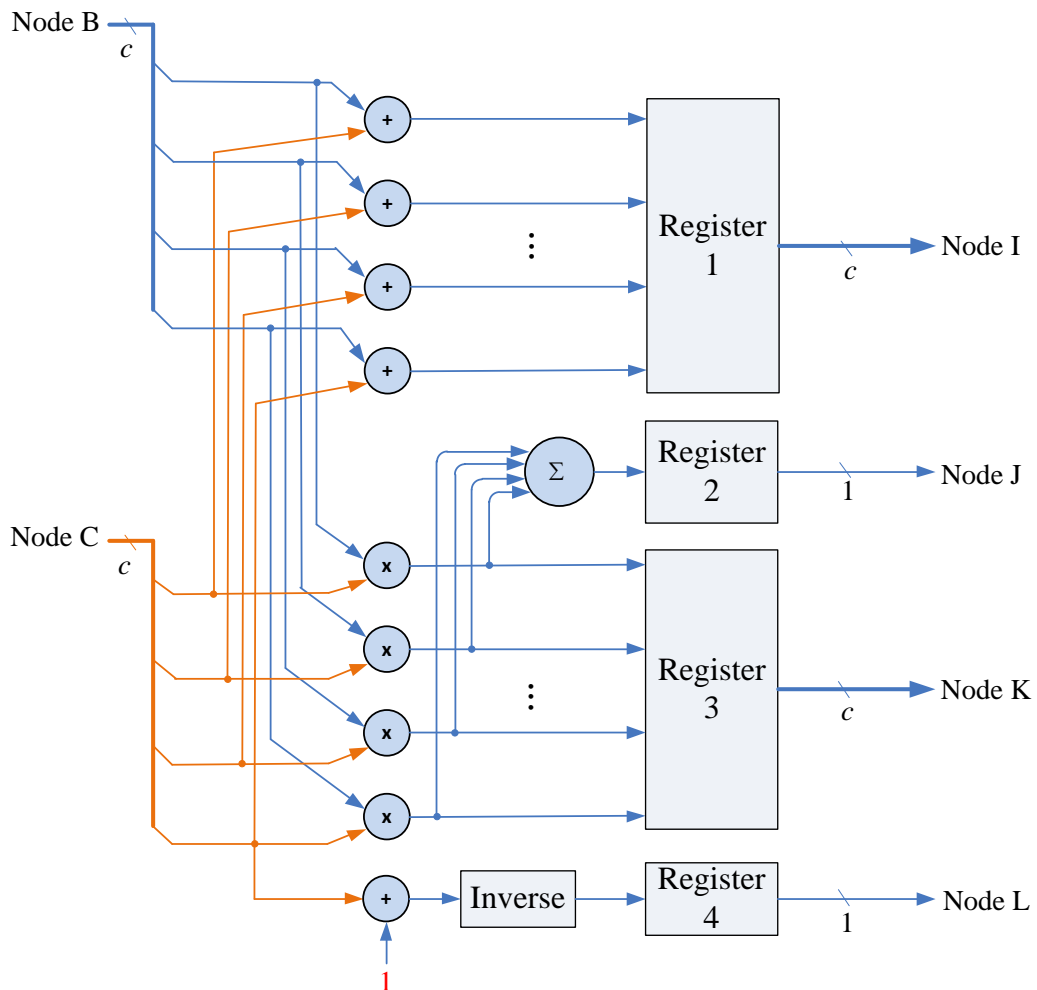 Node B
c
+
+
+
+
Register
1
c
Node I
Σ
Register
2
1
Node J
Node C
c
x
x
x
x
Register
3
c
Node K
+
1
Inverse
Register
4
1
Node L